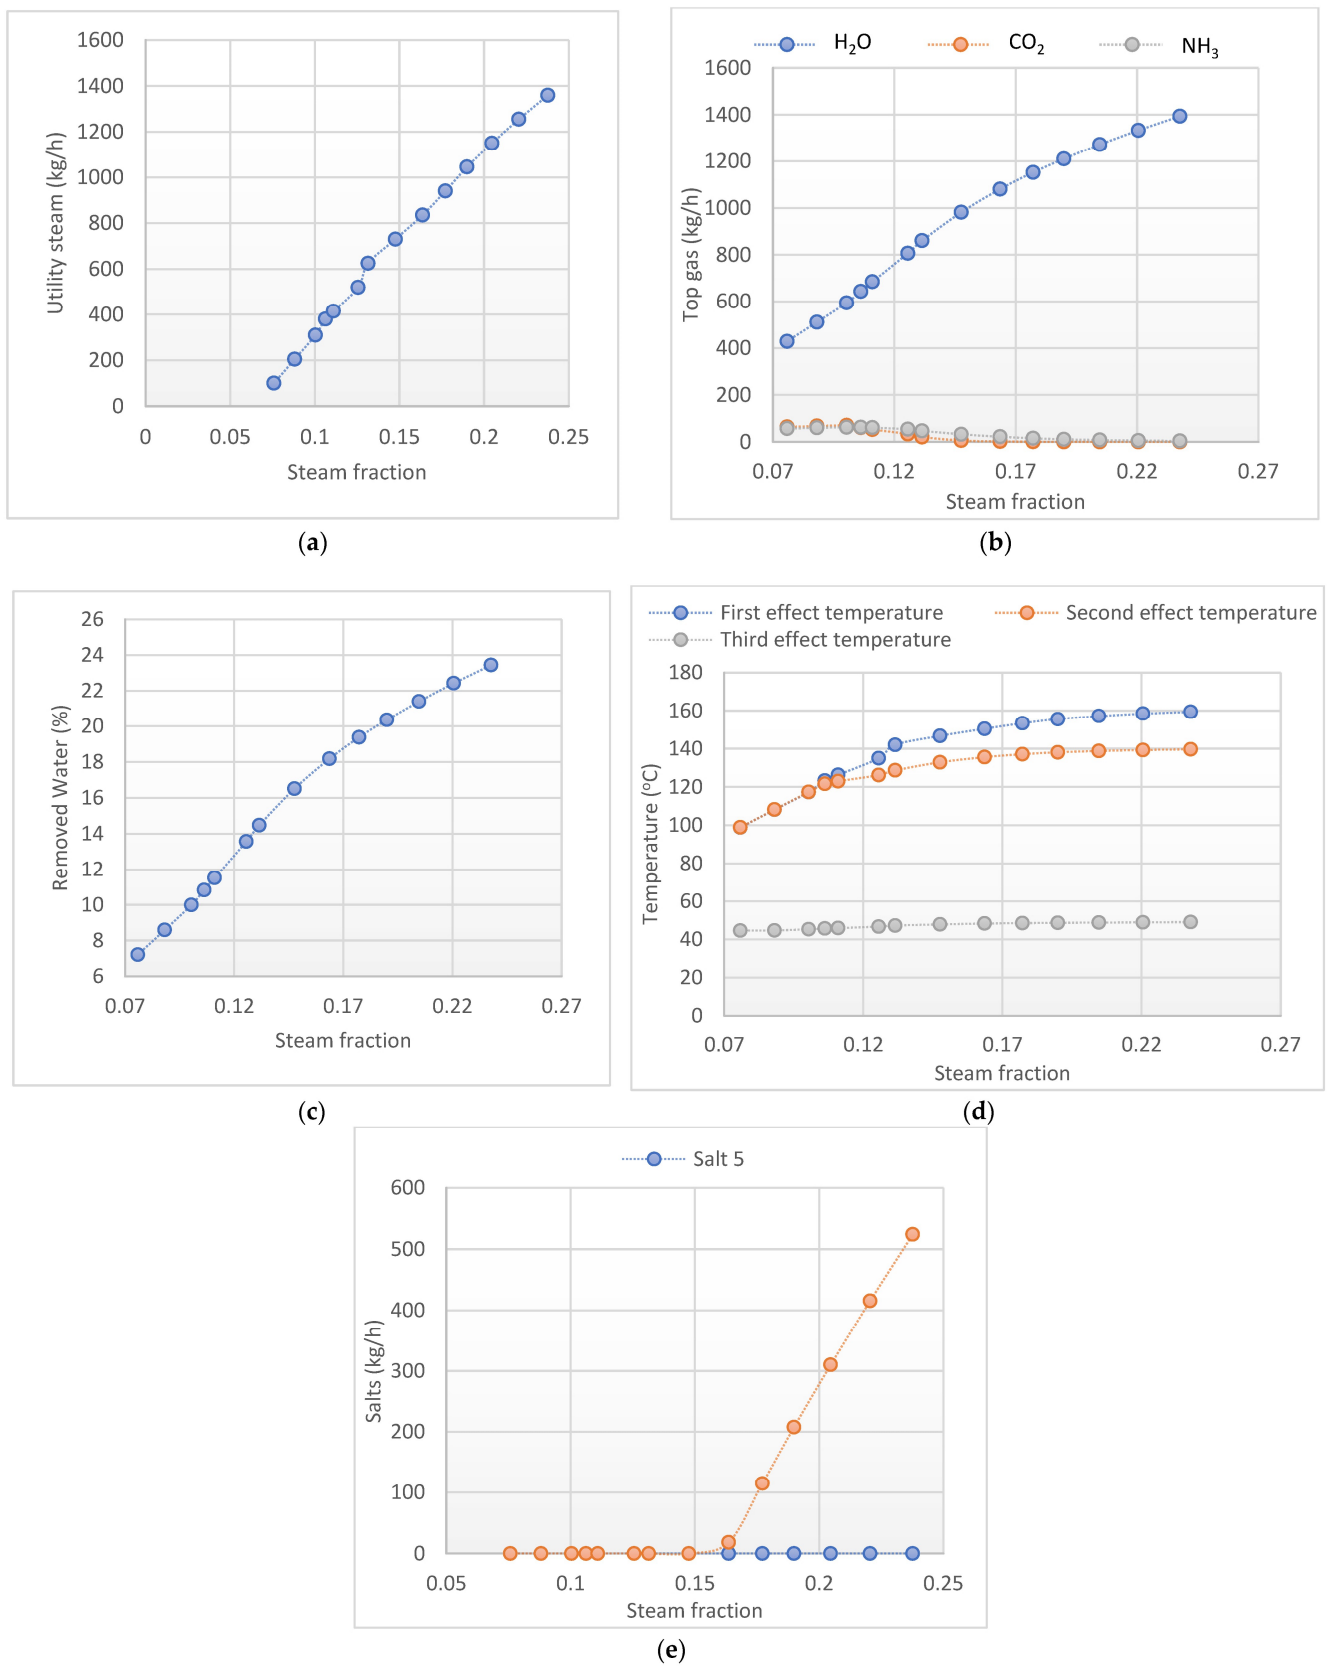 1600
1400
1200
1000
800
600
400
200
0
Utility steam (kg/h)
0 0.05 0.1 0.15 0.2 0.25
Steam fraction
(a)
H2O CO2 NH3
1600
1400
1200
1000
800
600
400
200
0
Top gas (kg/h)
0.07 0.12 0.17 0.22 0.27
Steam fraction
(b)
26
24
22
20
18
16
14
12
10
8
6
Removed Water (%)
0.07 0.12 0.17 0.22 0.27
Steam fraction
(c)
First effect temperature Second effect temperature
Third effect temperature
180
160
140
120
100
80
60
40
20
0
Temperature (°C)
0.07 0.12 0.17 0.22 0.27
Steam fraction
(d)
Salt 5
600
500
400
300
200
100
0
Salts (kg/h)
0.05 0.1 0.15 0.2 0.25
Steam fraction
(e)